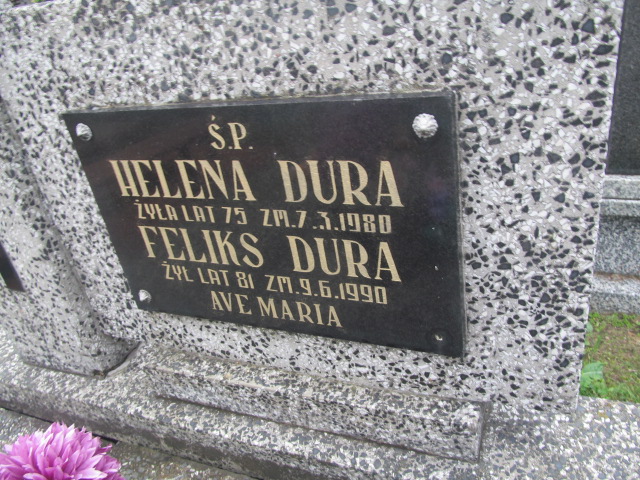 Ś.P.
HELENA DURA
ŻYŁA LAT 75 ZM.7.3.1980
FELIKS DURA
ŻYŁ LAT 81 ZM.9.6.1990
AVE MARIA